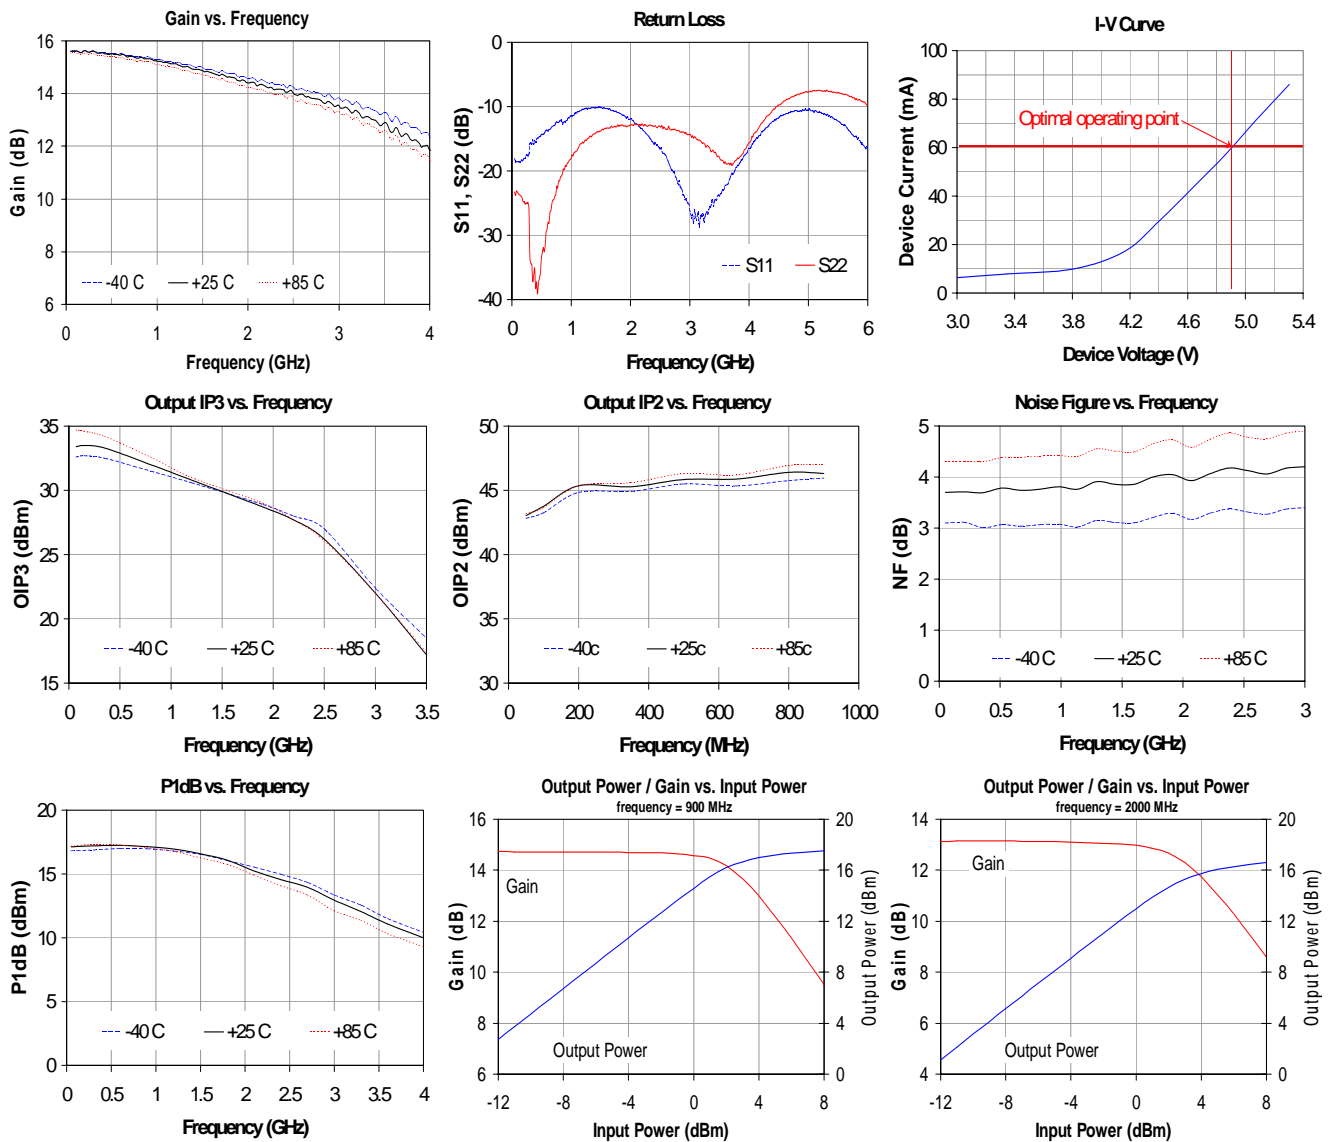 Gain vs. Frequency
Gain (dB)
16
14
12
10
8
6
0 1 2 3 4
-40 C +25 C +85 C
Frequency (GHz)
Return Loss
S11, S22 (dB)
0
-10
-20
-30
-40
0 1 2 3 4 5 6
S11 S22
Frequency (GHz)
I-V Curve
Device Current (mA)
100
80
60
40
20
0
Optimal operating point
3.0 3.4 3.8 4.2 4.6 5.0 5.4
Device Voltage (V)
Output IP3 vs. Frequency
OIP3 (dBm)
35
30
25
20
15
-40 C +25 C +85 C
0 0.5 1 1.5 2 2.5 3 3.5
Frequency (GHz)
Output IP2 vs. Frequency
OIP2 (dBm)
50
45
40
35
30
-40c +25c +85c
0 200 400 600 800 1000
Frequency (MHz)
Noise Figure vs. Frequency
NF (dB)
5
4
3
2
1
0
-40 C +25 C +85 C
0 0.5 1 1.5 2 2.5 3
Frequency (GHz)
P1dB vs. Frequency
P1dB (dBm)
20
15
10
5
0
-40 C +25 C +85 C
0 0.5 1 1.5 2 2.5 3 3.5 4
Frequency (GHz)
Output Power / Gain vs. Input Power
frequency = 900 MHz
Gain (dB)
16
14
12
10
8
6
Gain
Output Power
20
16
12
8
4
0
Output Power (dBm)
-12 -8 -4 0 4 8
Input Power (dBm)
Output Power / Gain vs. Input Power
frequency = 2000 MHz
Gain (dB)
14
12
10
8
6
4
Gain
Output Power
20
16
12
8
4
0
Output Power (dBm)
-12 -8 -4 0 4 8
Input Power (dBm)